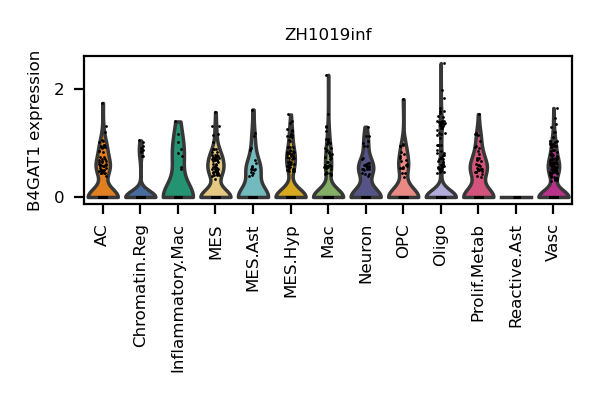 ZH1019inf
B4GAT1 expression
2
0
AC
Chromatin.Reg
Inflammatory.Mac
MES
MES.Ast
MES.Hyp
Mac
Neuron
OPC
Oligo
Prolif.Metab
Reactive.Ast
Vasc